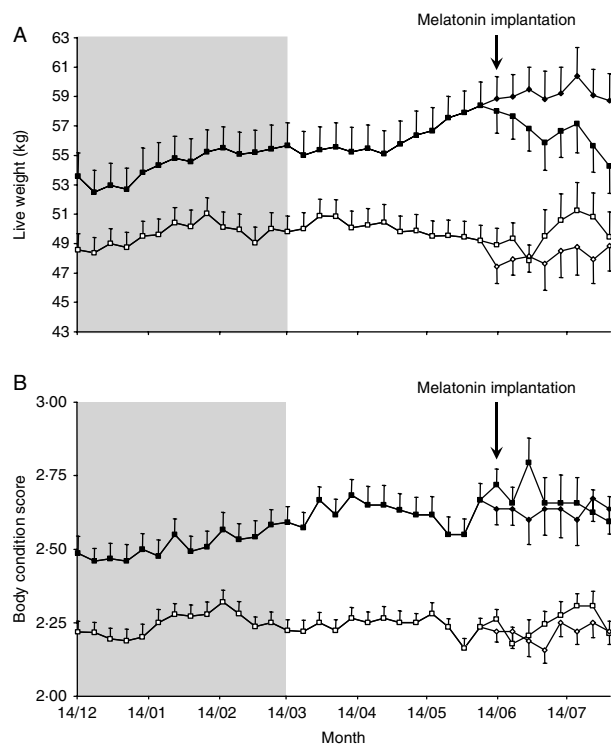 A
Melatonin implantation
63
61
59
57
55
53
51
49
47
45
43
Live weight (kg)
B
Melatonin implantation
3·00
2·75
2·50
2·25
2·00
Body condition score
14/12 14/01 14/02 14/03 14/04 14/05 14/06 14/07
Month